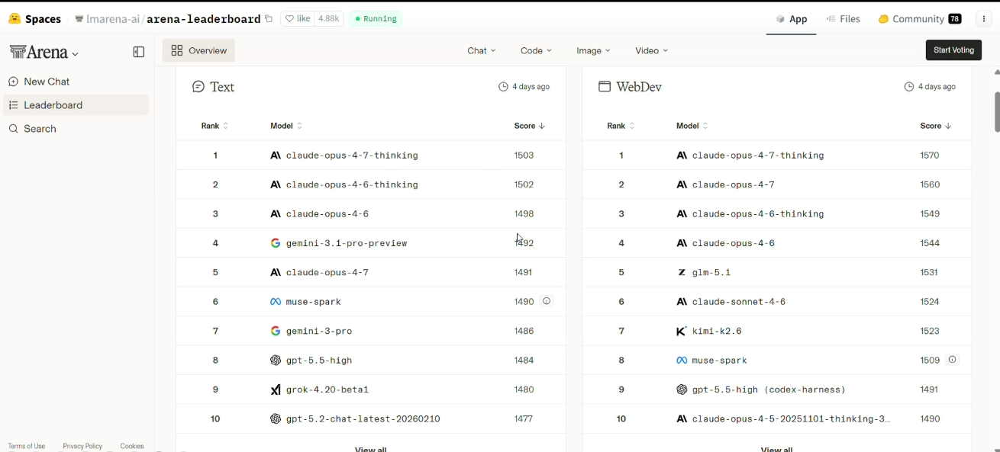 Spaces lmarena-ai/arena-leaderboard like 4.88k Running App Files Community 78
Arena Overview Chat Code Image Video Start Voting
New Chat
Leaderboard
Search
Text 4 days ago
Rank Model Score
1 claude-opus-4-7-thinking 1503
2 claude-opus-4-6-thinking 1502
3 claude-opus-4-6 1498
4 gemini-3.1-pro-preview 1492
5 claude-opus-4-7 1491
6 muse-spark 1490
7 gemini-3-pro 1486
8 gpt-5.5-high 1484
9 grok-4.20-beta1 1480
10 gpt-5.2-chat-latest-20260210 1477
View all
WebDev 4 days ago
Rank Model Score
1 claude-opus-4-7-thinking 1570
2 claude-opus-4-7 1560
3 claude-opus-4-6-thinking 1549
4 claude-opus-4-6 1544
5 glm-5.1 1531
6 claude-sonnet-4-6 1524
7 kimi-k2.6 1523
8 muse-spark 1509
9 gpt-5.5-high (codex-harness) 1491
10 claude-opus-4-5-20251101-thinking-3… 1490
View all
Terms of Use Privacy Policy Cookies